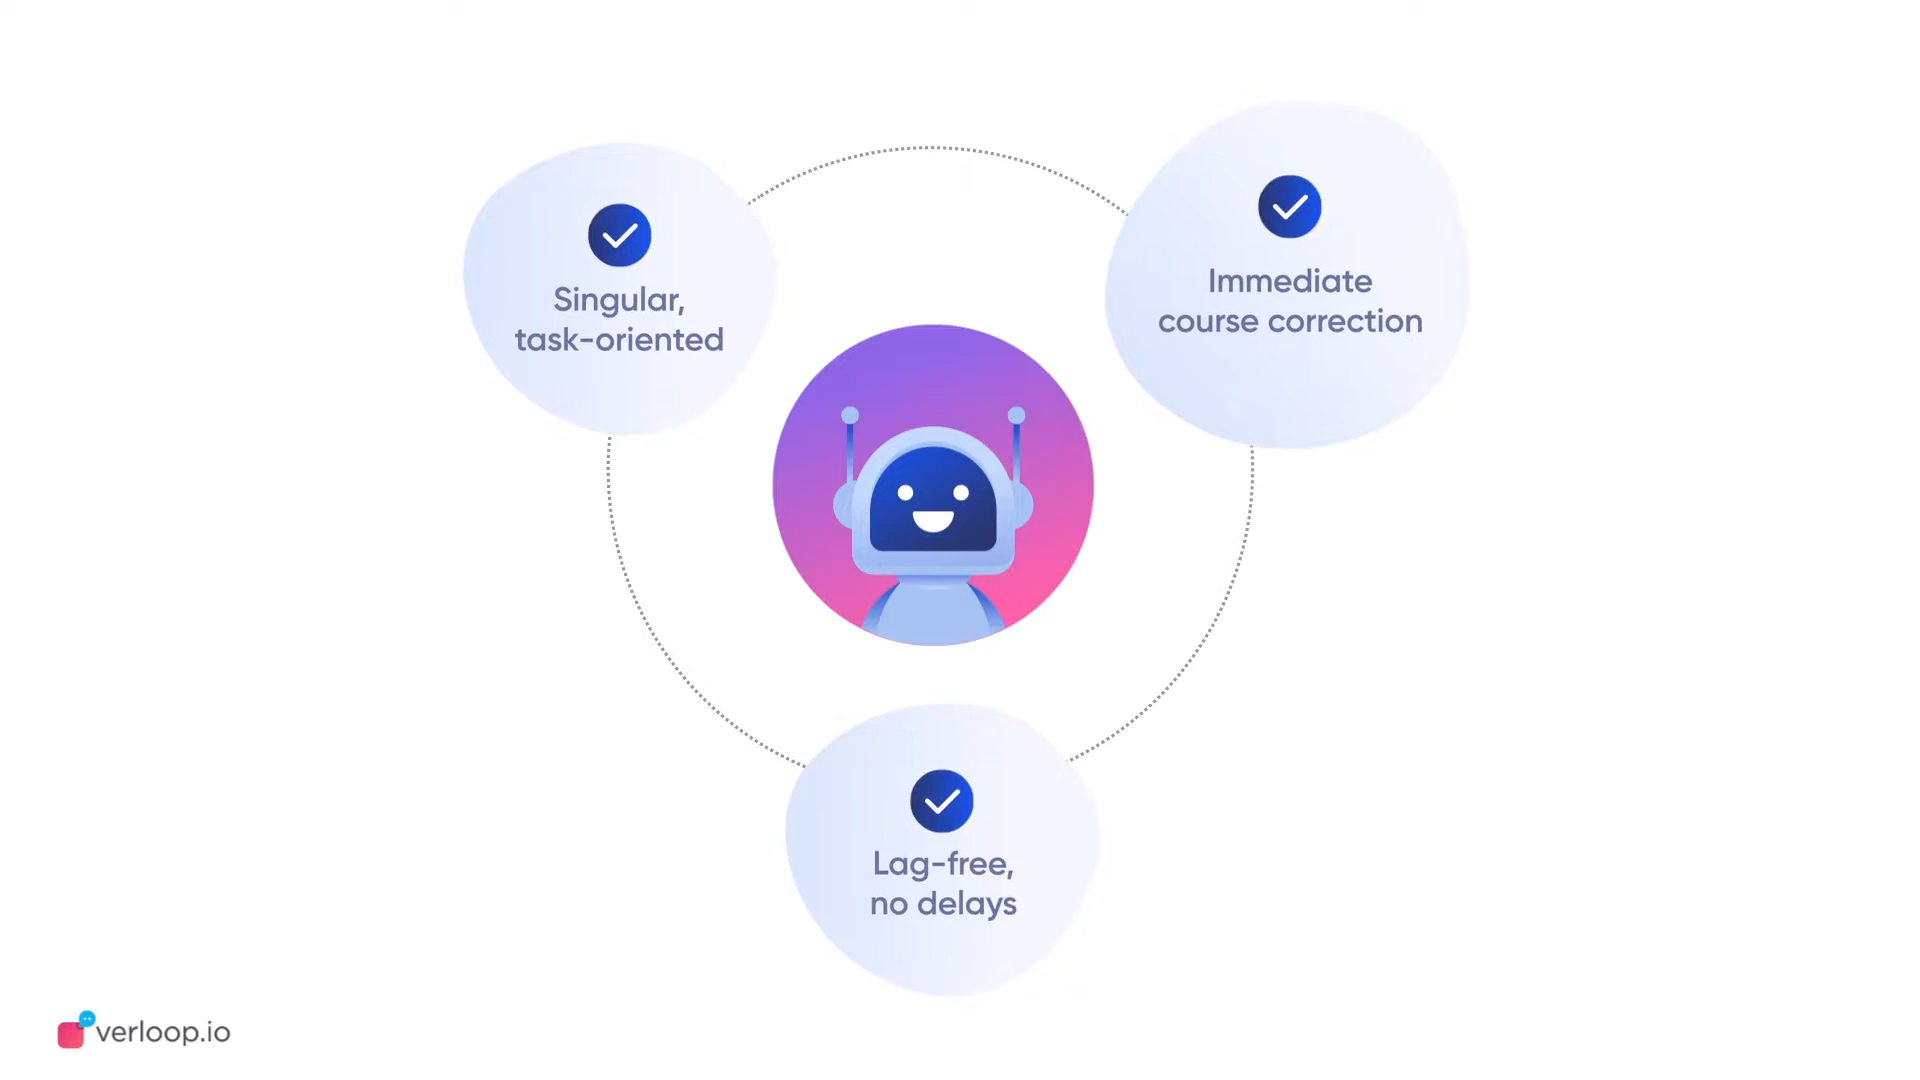 Singular,
task-oriented
Immediate
course correction
Lag-free,
no delays
verloop.io